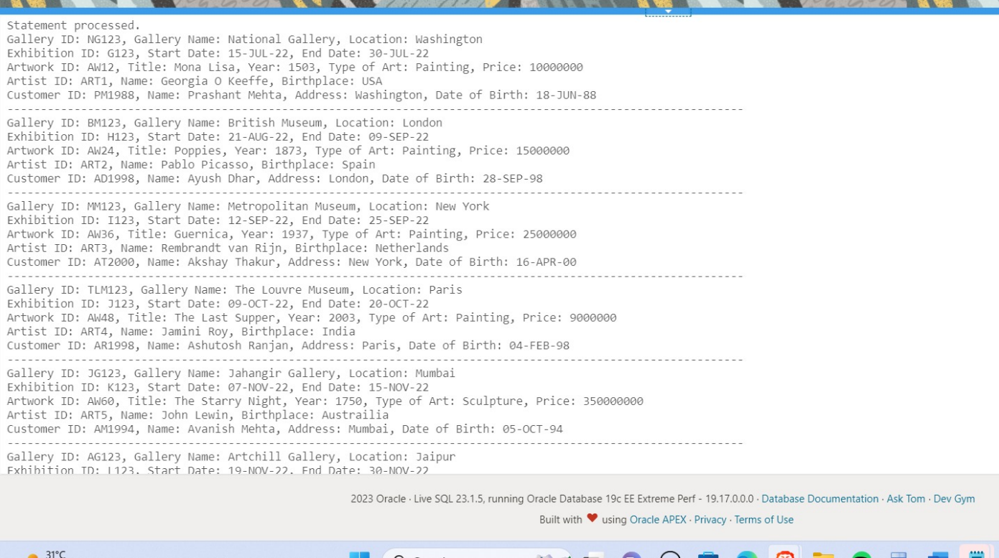 Statement processed.
Gallery ID: NG123, Gallery Name: National Gallery, Location: Washington
Exhibition ID: G123, Start Date: 15-JUL-22, End Date: 30-JUL-22
Artwork ID: AW12, Title: Mona Lisa, Year: 1503, Type of Art: Painting, Price: 10000000
Artist ID: ART1, Name: Georgia O Keeffe, Birthplace: USA
Customer ID: PM1988, Name: Prashant Mehta, Address: Washington, Date of Birth: 18-JUN-88
---------------------------------------------------------------------------------------------------------------
Gallery ID: BM123, Gallery Name: British Museum, Location: London
Exhibition ID: H123, Start Date: 21-AUG-22, End Date: 09-SEP-22
Artwork ID: AW24, Title: Poppies, Year: 1873, Type of Art: Painting, Price: 15000000
Artist ID: ART2, Name: Pablo Picasso, Birthplace: Spain
Customer ID: AD1998, Name: Ayush Dhar, Address: London, Date of Birth: 28-SEP-98
---------------------------------------------------------------------------------------------------------------
Gallery ID: MM123, Gallery Name: Metropolitan Museum, Location: New York
Exhibition ID: I123, Start Date: 12-SEP-22, End Date: 25-SEP-22
Artwork ID: AW36, Title: Guernica, Year: 1937, Type of Art: Painting, Price: 25000000
Artist ID: ART3, Name: Rembrandt van Rijn, Birthplace: Netherlands
Customer ID: AT2000, Name: Akshay Thakur, Address: New York, Date of Birth: 16-APR-00
---------------------------------------------------------------------------------------------------------------
Gallery ID: TLM123, Gallery Name: The Louvre Museum, Location: Paris
Exhibition ID: J123, Start Date: 09-OCT-22, End Date: 20-OCT-22
Artwork ID: AW48, Title: The Last Supper, Year: 2003, Type of Art: Painting, Price: 9000000
Artist ID: ART4, Name: Jamini Roy, Birthplace: India
Customer ID: AR1998, Name: Ashutosh Ranjan, Address: Paris, Date of Birth: 04-FEB-98
---------------------------------------------------------------------------------------------------------------
Gallery ID: JG123, Gallery Name: Jahangir Gallery, Location: Mumbai
Exhibition ID: K123, Start Date: 07-NOV-22, End Date: 15-NOV-22
Artwork ID: AW60, Title: The Starry Night, Year: 1750, Type of Art: Sculpture, Price: 350000000
Artist ID: ART5, Name: John Lewin, Birthplace: Austrailia
Customer ID: AM1994, Name: Avanish Mehta, Address: Mumbai, Date of Birth: 05-OCT-94
---------------------------------------------------------------------------------------------------------------
Gallery ID: AG123, Gallery Name: Artchill Gallery, Location: Jaipur
Exhibition ID: L123, Start Date: 19-NOV-22, End Date: 30-NOV-22
2023 Oracle · Live SQL 23.1.5, running Oracle Database 19c EE Extreme Perf - 19.17.0.0.0 · Database Documentation · Ask Tom · Dev Gym
Built with ❤ using Oracle APEX · Privacy · Terms of Use
31°C